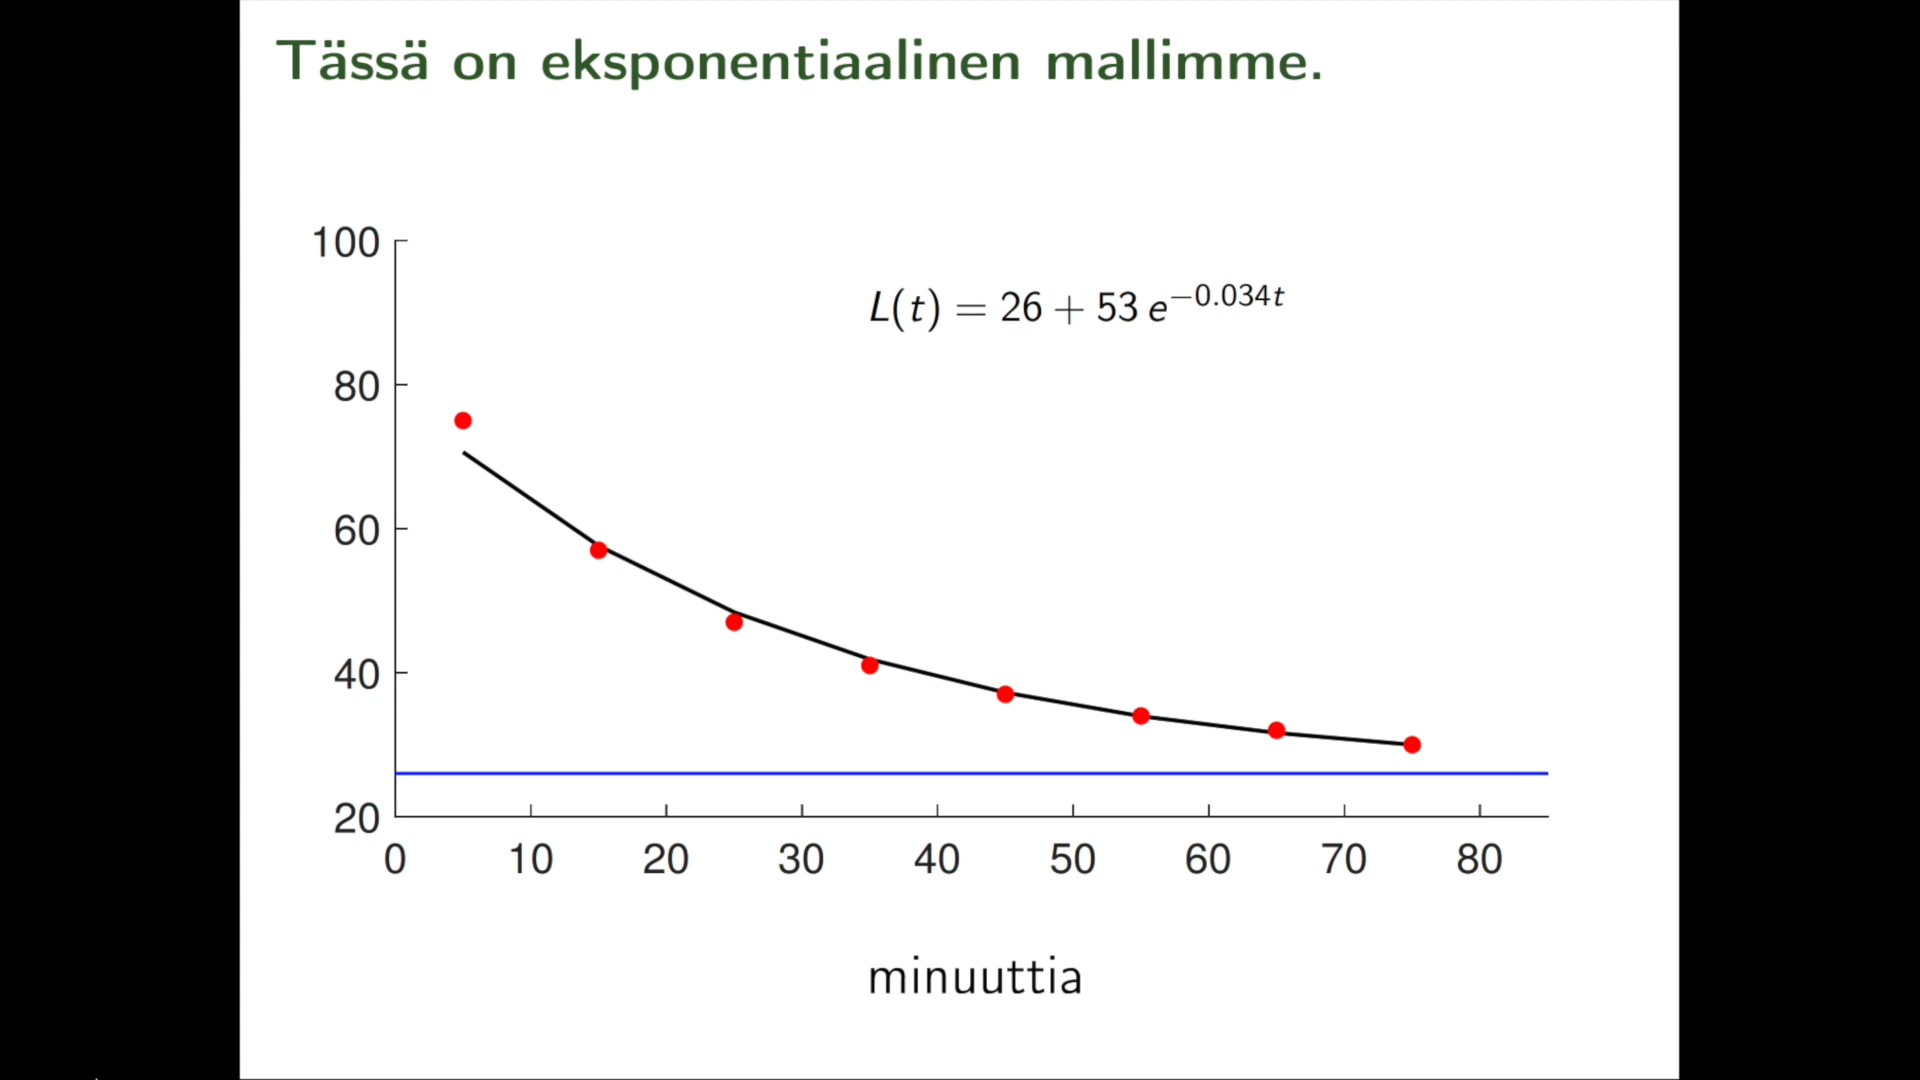 Tässä on eksponentiaalinen mallimme.
L(t) = 26 + 53 e^{−0.034t}
100
80
60
40
20
0 10 20 30 40 50 60 70 80
minuuttia